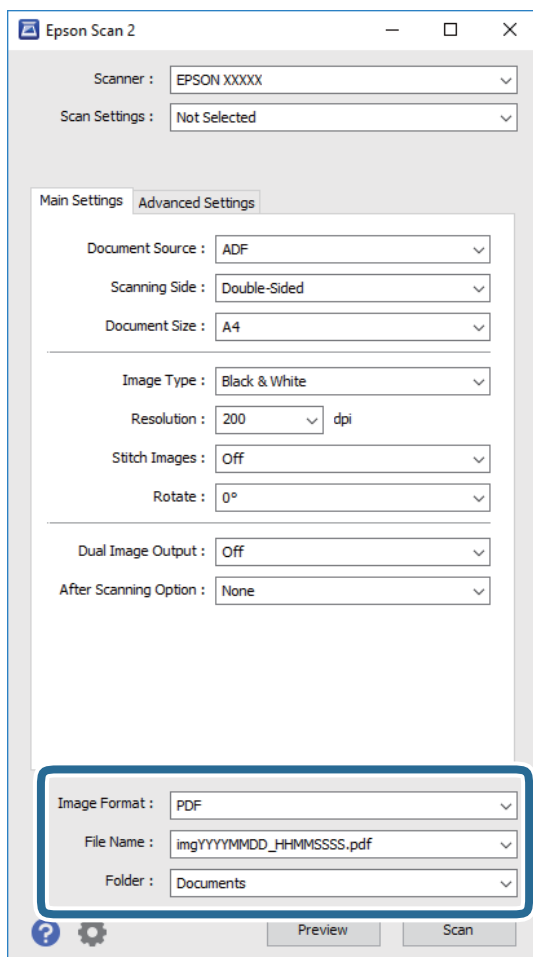 Epson Scan 2
Scanner : EPSON XXXXX
Scan Settings : Not Selected
Main Settings Advanced Settings
Document Source : ADF
Scanning Side : Double-Sided
Document Size : A4
Image Type : Black & White
Resolution : 200 dpi
Stitch Images : Off
Rotate : 0°
Dual Image Output : Off
After Scanning Option : None
Image Format : PDF
File Name : imgYYYYMMDD_HHMMSSSS.pdf
Folder : Documents
? Preview Scan